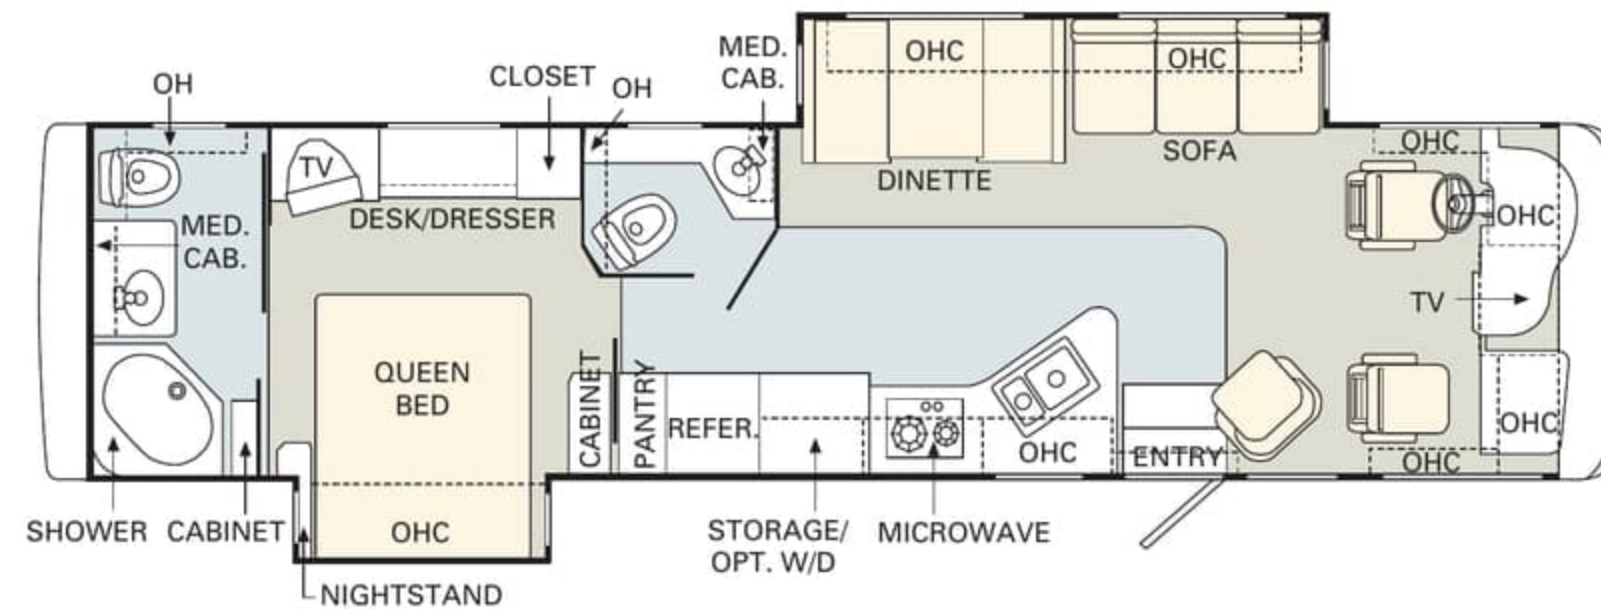 OH
CLOSET
OH
MED.
CAB.
OHC
OHC
OHC
TV
SOFA
DINETTE
DESK/DRESSER
MED.
CAB.
OHC
TV
QUEEN
BED
CABINET
PANTRY
REFER.
OHC
ENTRY
OHC
OHC
SHOWER
CABINET
OHC
STORAGE/
OPT. W/D
MICROWAVE
NIGHTSTAND